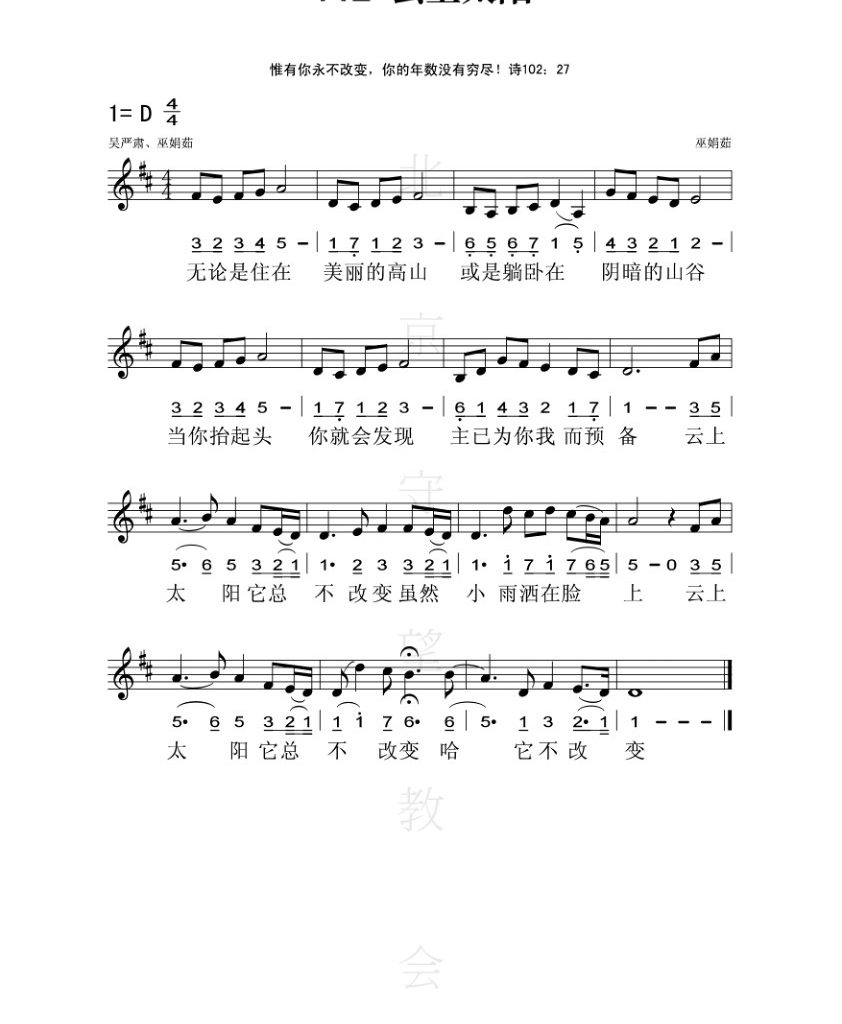 惟有你永不改变，你的年数没有穷尽！诗102：27
1= D 4/4
吴严肃、巫娟茹 巫娟茹
3 2 3 4 5 – | 1 7 1 2 3 – | 6 5 6 7 1 5 | 4 3 2 1 2 – |
无论是住在 美丽的高山 或是躺卧在 阴暗的山谷
3 2 3 4 5 – | 1 7 1 2 3 – | 6 1 4 3 2 1 7 | 1 – – 3 5 |
当你抬起头 你就会发现 主已为你我 而预 备 云上
5· 6 5 3 2 1 | 1· 2 3 3 2 1 | 1· 1 7 1 7 6 5 | 5 – 0 3 5 |
太 阳它总 不 改变虽然 小 雨洒在脸 上 云上
5· 6 5 3 2 1 | 1 1 7 6· 6 | 5· 1 3 2· 1 | 1 – – – ‖
太 阳它总 不 改变哈 它不改 变
北
京
守
望
教
会